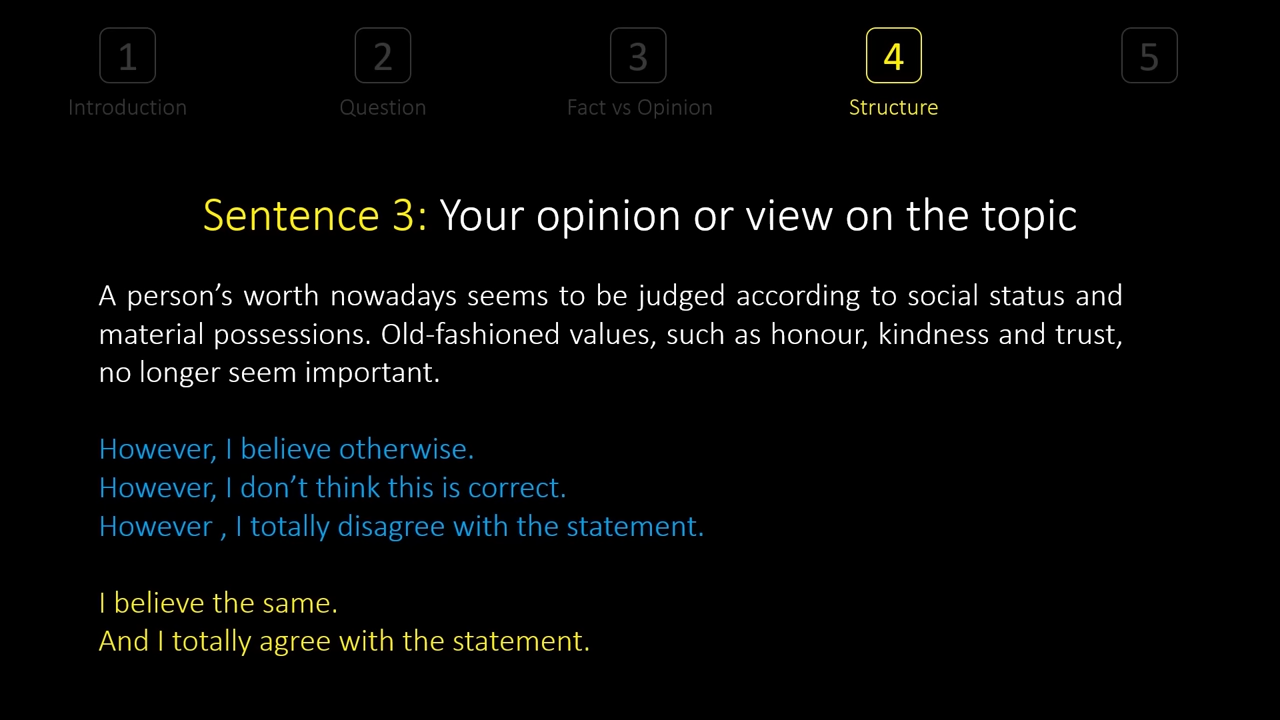 1 2 3 4 5
Introduction Question Fact vs Opinion Structure
Sentence 3: Your opinion or view on the topic
A person’s worth nowadays seems to be judged according to social status and
material possessions. Old-fashioned values, such as honour, kindness and trust,
no longer seem important.
However, I believe otherwise.
However, I don’t think this is correct.
However , I totally disagree with the statement.
I believe the same.
And I totally agree with the statement.